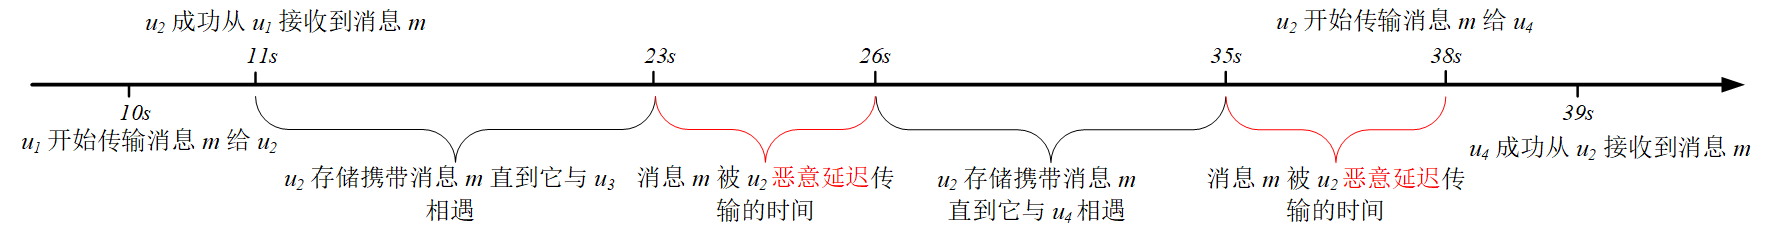 u2 成功从 u1 接收到消息 m
u2 开始传输消息 m 给 u4
11s
23s
26s
35s
38s
10s
39s
u1 开始传输消息 m 给 u2
u4 成功从 u2 接收到消息 m
u2 存储携带消息 m 直到它与 u3
相遇
消息 m 被 u2 恶意延迟传
输的时间
u2 存储携带消息 m
直到它与 u4 相遇
消息 m 被 u2 恶意延迟传
输的时间